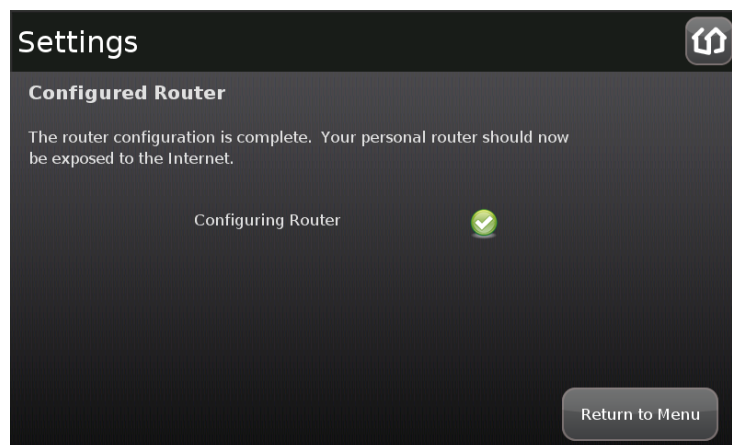 Settings
Configured Router
The router configuration is complete.  Your personal router should now
be exposed to the Internet.
Configuring Router
Return to Menu